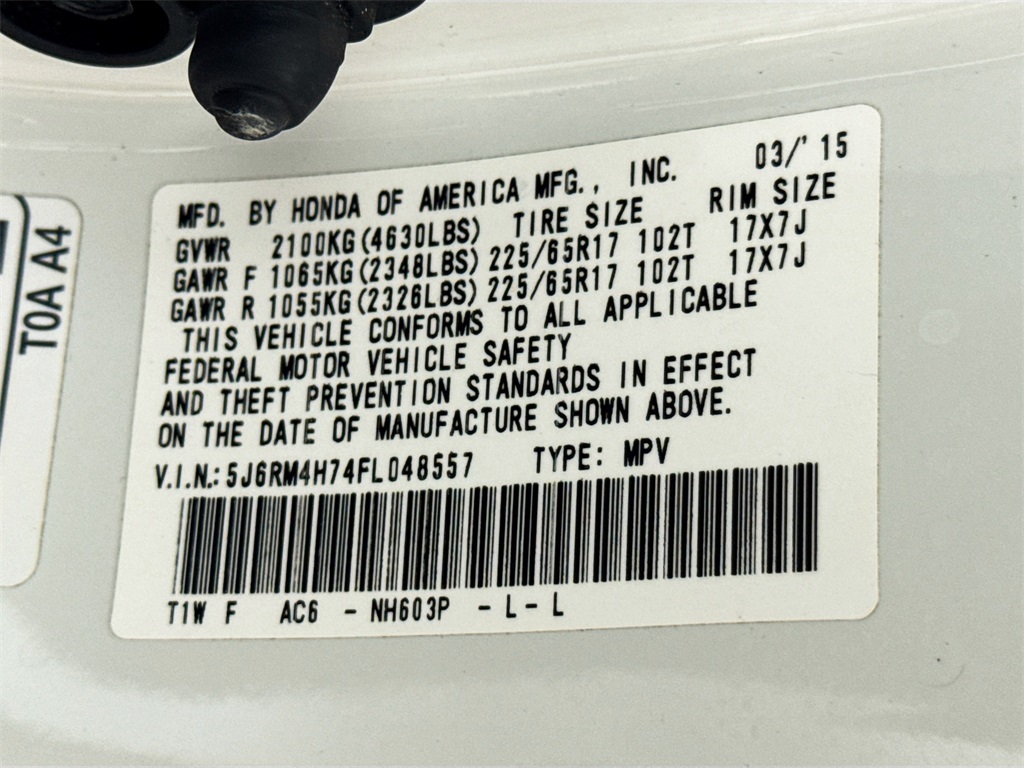 03/'15
MFD. BY HONDA OF AMERICA MFG., INC.
GVWR 2100KG(4630LBS) TIRE SIZE RIM SIZE
GAWR F 1065KG(2348LBS) 225/65R17 102T 17X7J
GAWR R 1055KG(2326LBS) 225/65R17 102T 17X7J
THIS VEHICLE CONFORMS TO ALL APPLICABLE
FEDERAL MOTOR VEHICLE SAFETY
AND THEFT PREVENTION STANDARDS IN EFFECT
ON THE DATE OF MANUFACTURE SHOWN ABOVE.
V.I.N.: 5J6RM4H74FL048557 TYPE: MPV
T1W F AC6 - NH603P - L- L
T0A A4